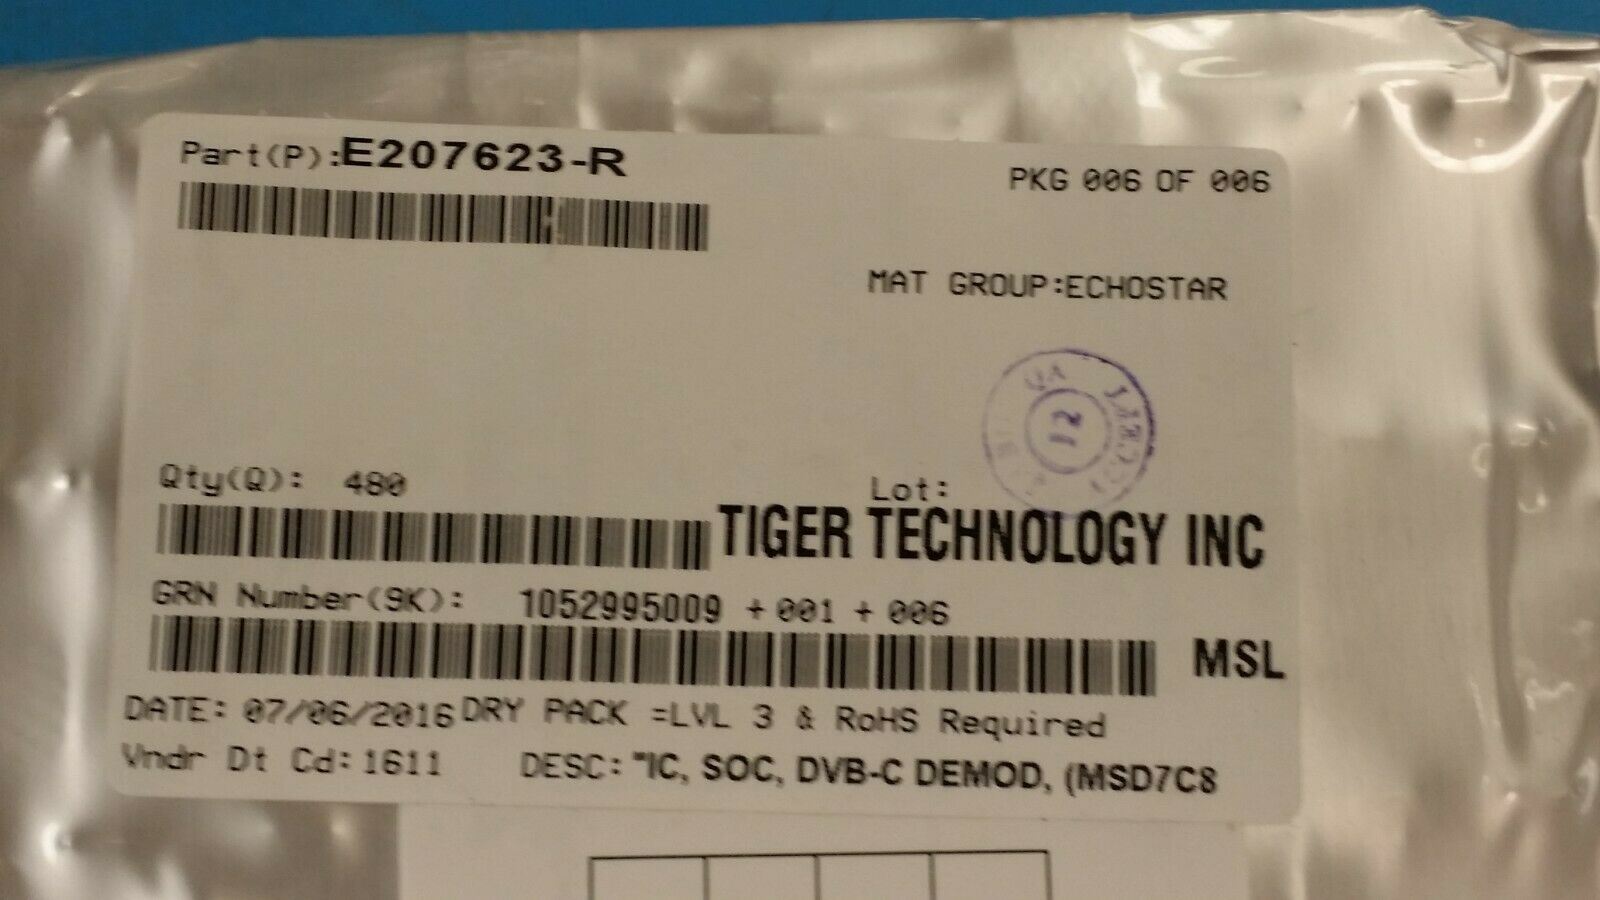 Part(P):E207623-R
PKG 006 OF 006
MAT GROUP:ECHOSTAR
QA
12
Qty(Q): 480
Lot:
TIGER TECHNOLOGY INC
GRN Number(9K): 1052995009 +001 +006
MSL
DATE: 07/06/2016 DRY PACK =LVL 3 & RoHS Required
Vndr Dt Cd:1611 DESC: "IC, SOC, DVB-C DEMOD, (MSD7C8